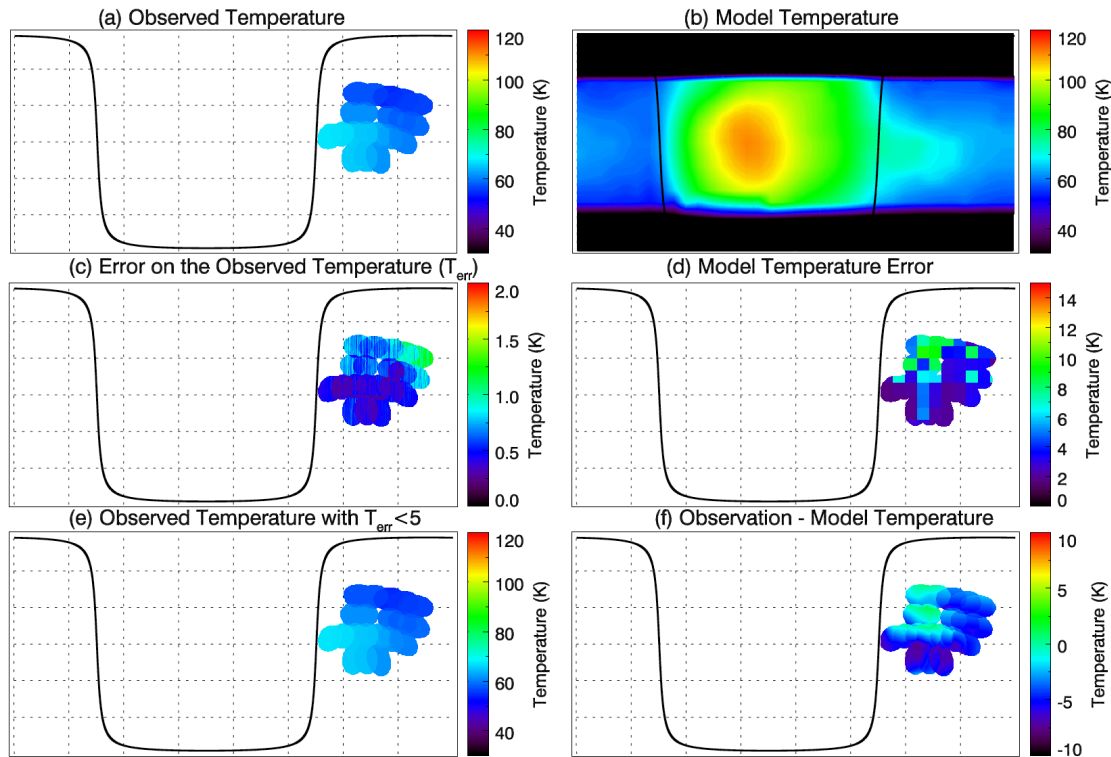 (a) Observed Temperature
120
100
80
60
40
Temperature (K)
(b) Model Temperature
120
100
80
60
40
Temperature (K)
(c) Error on the Observed Temperature (Terr)
2.0
1.5
1.0
0.5
0.0
Temperature (K)
(d) Model Temperature Error
14
12
10
8
6
4
2
0
Temperature (K)
(e) Observed Temperature with Terr<5
120
100
80
60
40
Temperature (K)
(f) Observation - Model Temperature
10
5
0
-5
-10
Temperature (K)